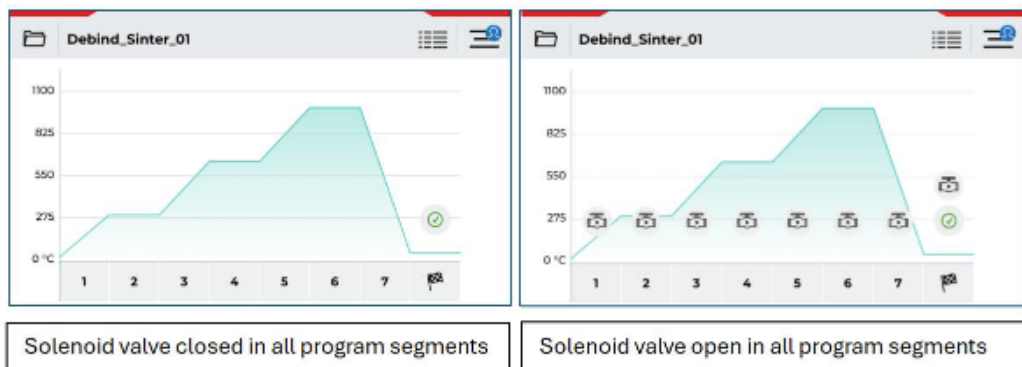 Debind_Sinter_01
1100
825
550
275
0 °C
1 2 3 4 5 6 7
Solenoid valve closed in all program segments
Debind_Sinter_01
1100
825
550
275
0 °C
1 2 3 4 5 6 7
Solenoid valve open in all program segments